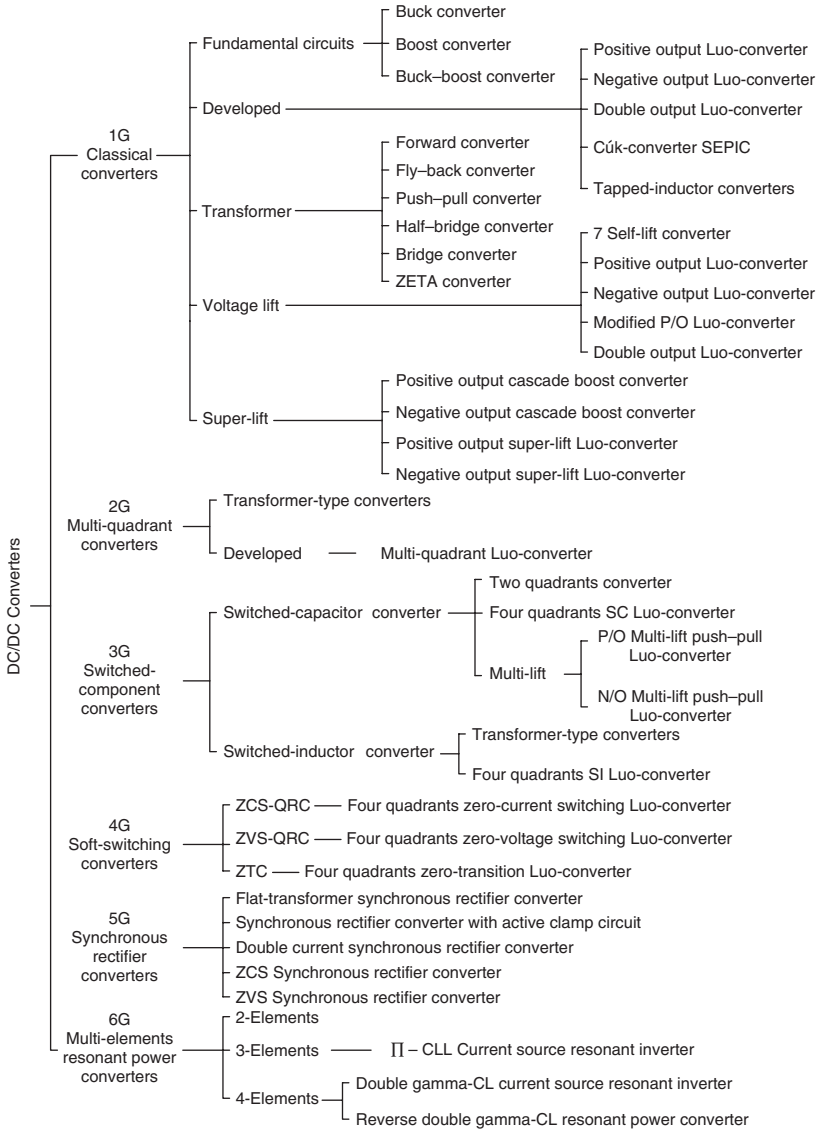 DC/DC Converters
1G
Classical
converters
Fundamental circuits
Buck converter
Boost converter
Buck–boost converter
Developed
Positive output Luo-converter
Negative output Luo-converter
Double output Luo-converter
Cúk-converter SEPIC
Tapped-inductor converters
Transformer
Forward converter
Fly–back converter
Push–pull converter
Half–bridge converter
Bridge converter
ZETA converter
Voltage lift
7 Self-lift converter
Positive output Luo-converter
Negative output Luo-converter
Modified P/O Luo-converter
Double output Luo-converter
Super-lift
Positive output cascade boost converter
Negative output cascade boost converter
Positive output super-lift Luo-converter
Negative output super-lift Luo-converter
2G
Multi-quadrant
converters
Transformer-type converters
Developed
Multi-quadrant Luo-converter
3G
Switched-
component
converters
Switched-capacitor converter
Two quadrants converter
Four quadrants SC Luo-converter
Multi-lift
P/O Multi-lift push–pull
Luo-converter
N/O Multi-lift push–pull
Luo-converter
Switched-inductor converter
Transformer-type converters
Four quadrants SI Luo-converter
4G
Soft-switching
converters
ZCS-QRC
Four quadrants zero-current switching Luo-converter
ZVS-QRC
Four quadrants zero-voltage switching Luo-converter
ZTC
Four quadrants zero-transition Luo-converter
5G
Synchronous
rectifier
converters
Flat-transformer synchronous rectifier converter
Synchronous rectifier converter with active clamp circuit
Double current synchronous rectifier converter
ZCS Synchronous rectifier converter
ZVS Synchronous rectifier converter
6G
Multi-elements
resonant power
converters
2-Elements
3-Elements
Π – CLL Current source resonant inverter
4-Elements
Double gamma-CL current source resonant inverter
Reverse double gamma-CL resonant power converter